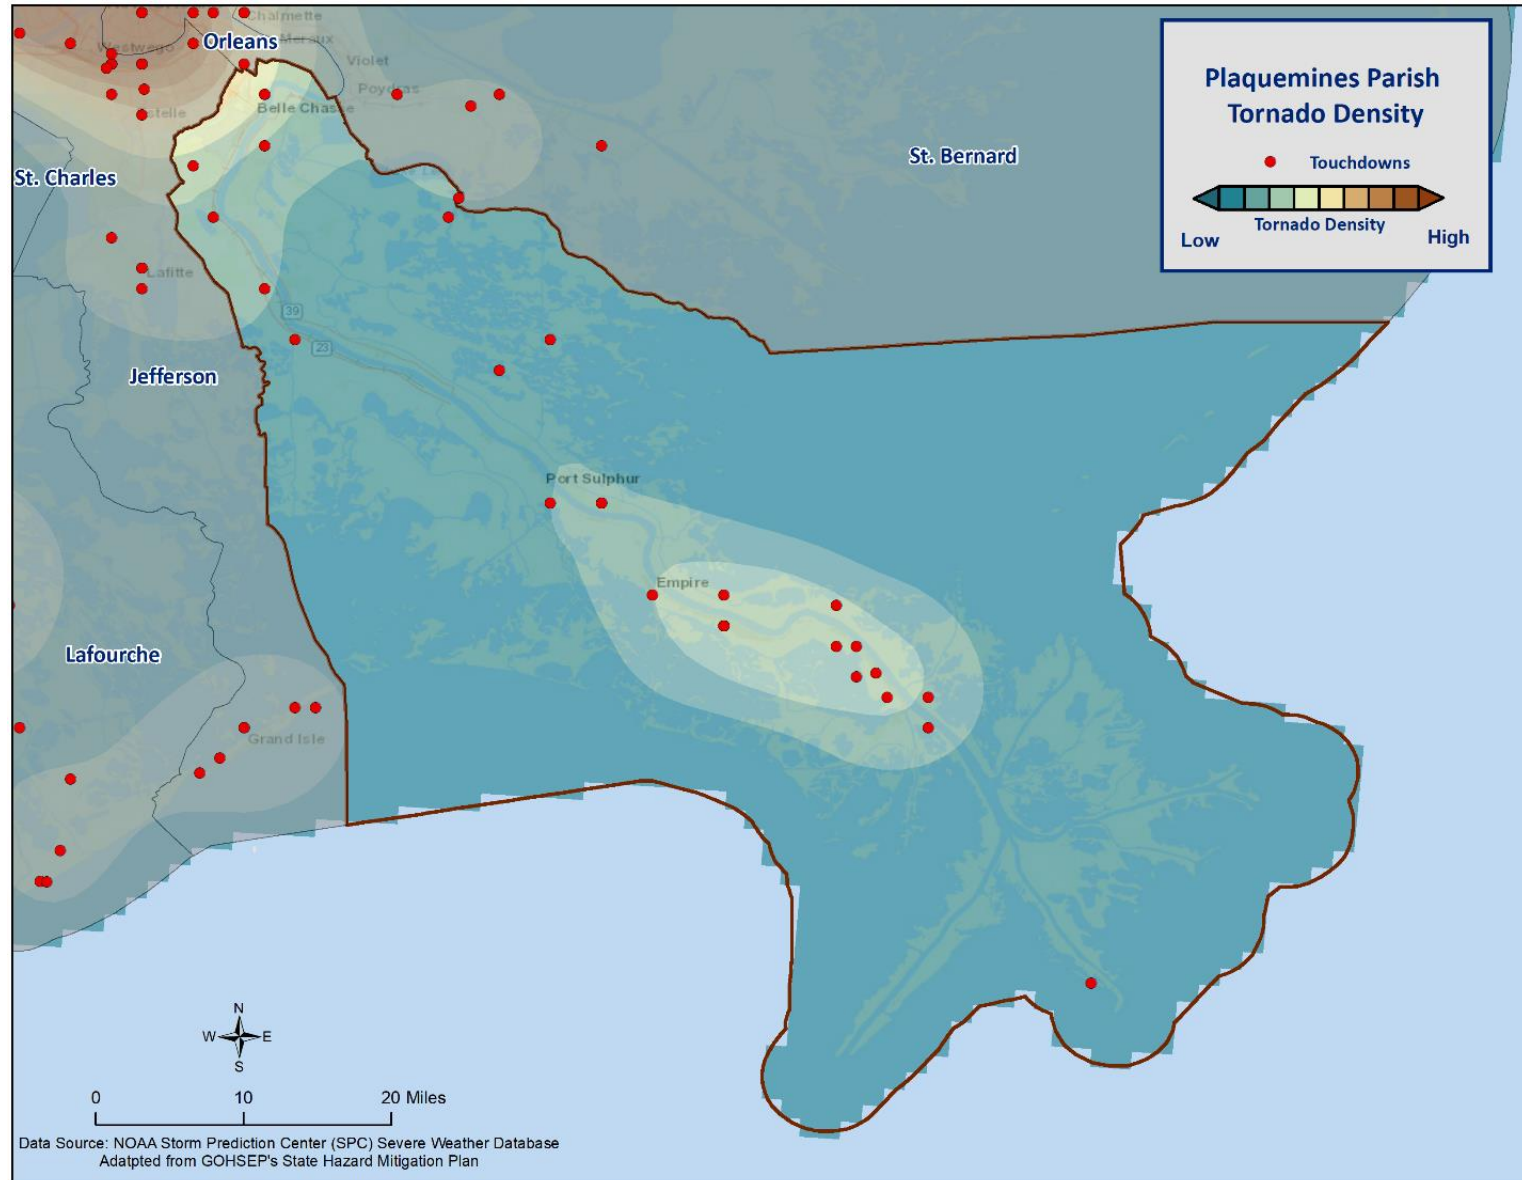 Plaquemines Parish
Tornado Density
Touchdowns
Tornado Density
Low
High
Chalmette
Westwego
Orleans
Meraux
Violet
Poydras
Belle Chasse
Estelle
St. Bernard
St. Charles
Lafitte
39
23
Jefferson
Port Sulphur
Empire
Lafourche
Grand Isle
N
W E
S
0 10 20 Miles
Data Source: NOAA Storm Prediction Center (SPC) Severe Weather Database
Adatpted from GOHSEP's State Hazard Mitigation Plan